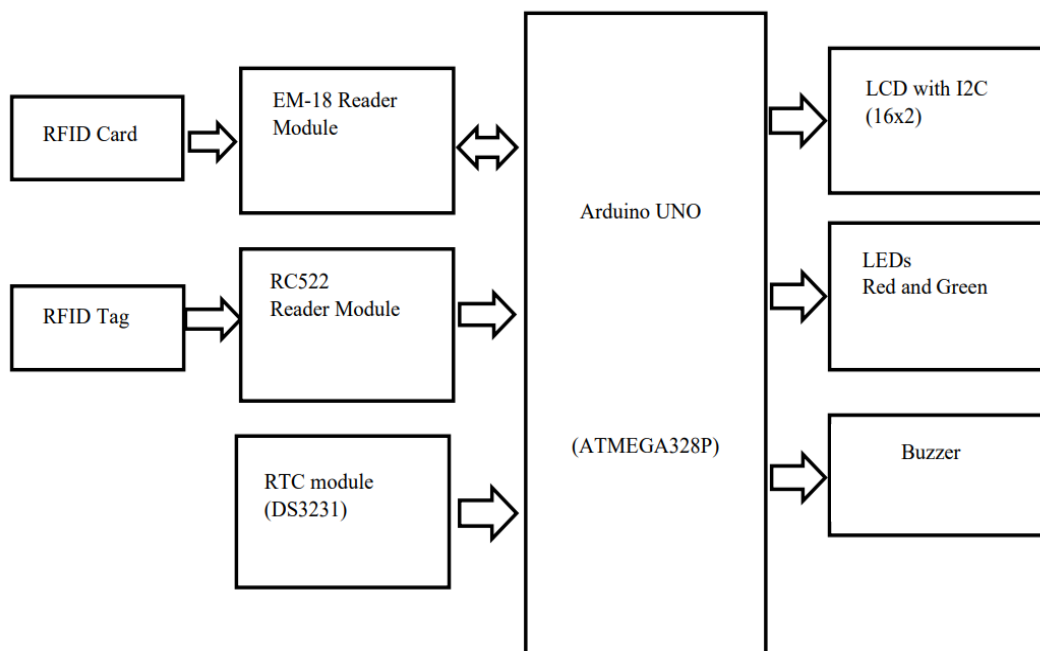 RFID Card
EM-18 Reader
Module
RFID Tag
RC522
Reader Module
RTC module
(DS3231)
Arduino UNO
(ATMEGA328P)
LCD with I2C
(16x2)
LEDs
Red and Green
Buzzer